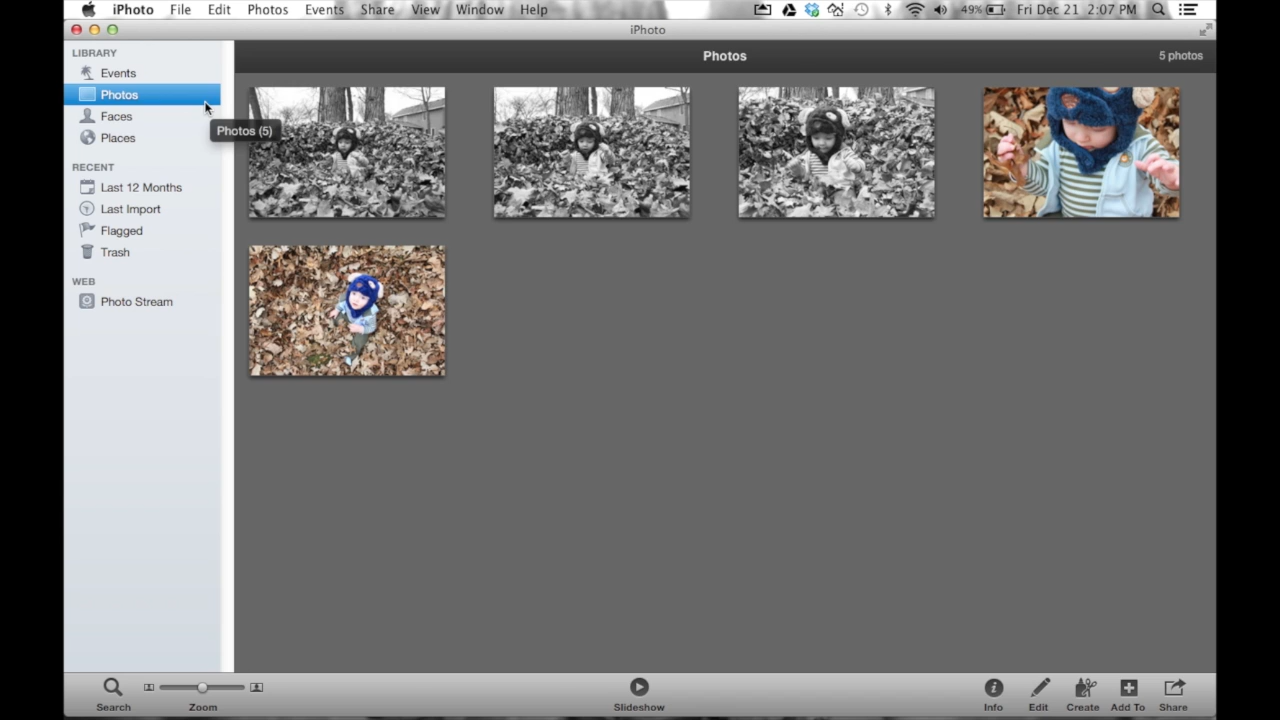 iPhoto File Edit Photos Events Share View Window Help 49% Fri Dec 21 2:07 PM
iPhoto
LIBRARY
Events
Photos
Faces
Places
RECENT
Last 12 Months
Last Import
Flagged
Trash
WEB
Photo Stream
Photos
5 photos
Photos (5)
Search
Zoom
Slideshow
Info
Edit
Create
Add To
Share